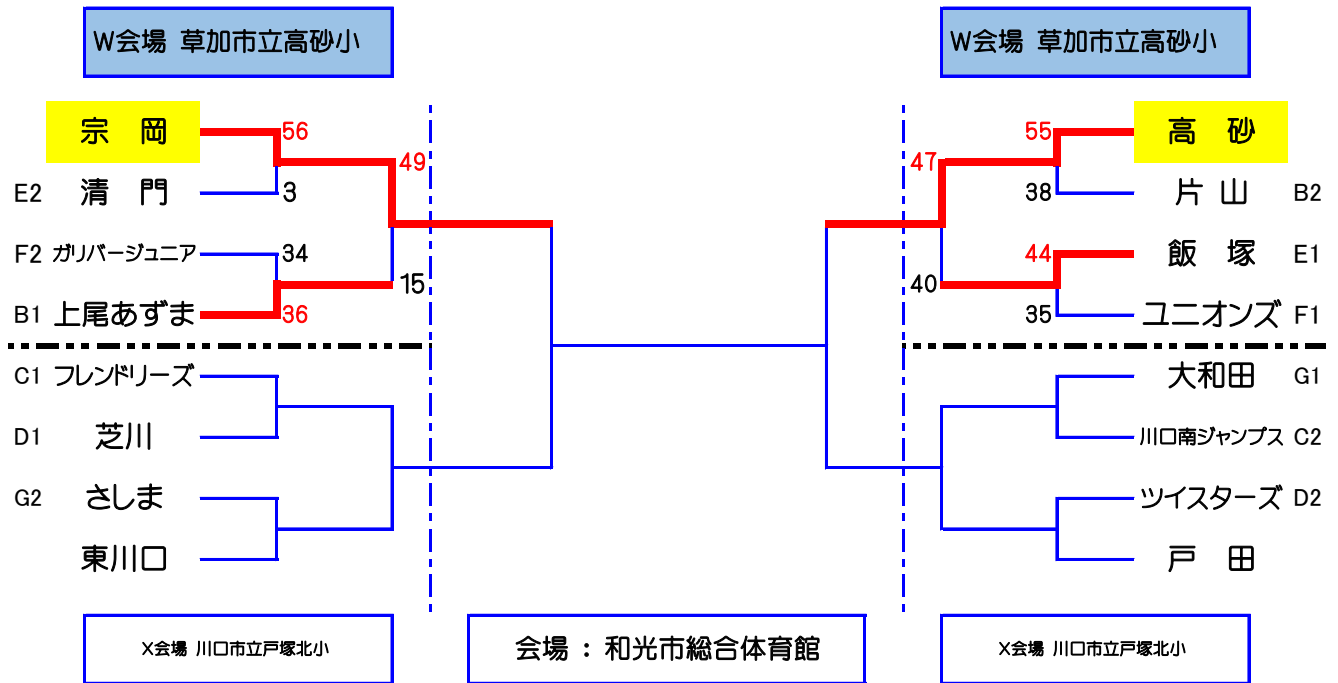 W会場 草加市立高砂小
W会場 草加市立高砂小
宗 岡
56
49
E2 清 門
3
F2 ガリバージュニア
34
15
B1 上尾あずま
36
C1 フレンドリーズ
D1 芝川
G2 さしま
東川口
55
高 砂
47
38
片 山 B2
44
飯 塚 E1
40
35
ユニオンズ F1
大和田 G1
川口南ジャンプス C2
ツイスターズ D2
戸 田
X会場 川口市立戸塚北小
会場 : 和光市総合体育館
X会場 川口市立戸塚北小